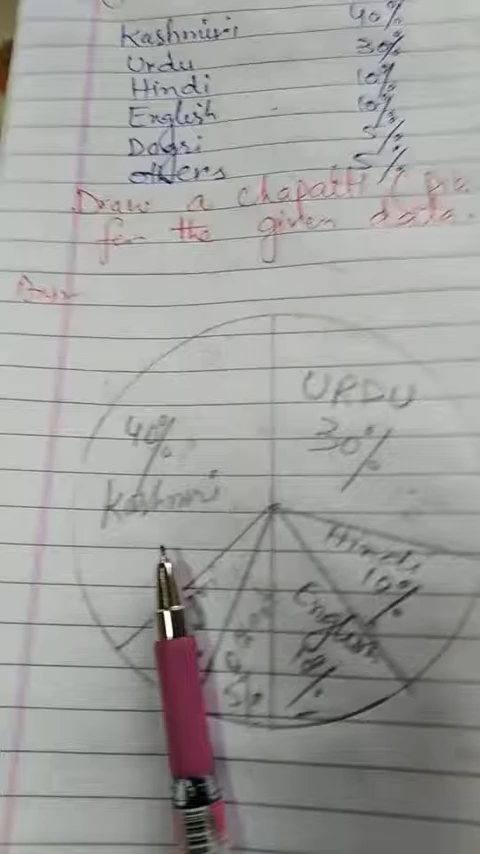 Kashmiri 40%
Urdu 30%
Hindi 10%
English 10%
Dogri 5%
others 5%
Draw a chapatti / pie
for the given data.
URDU
30%
40%
Kashmiri
Hindi
10%
English
10%
5%